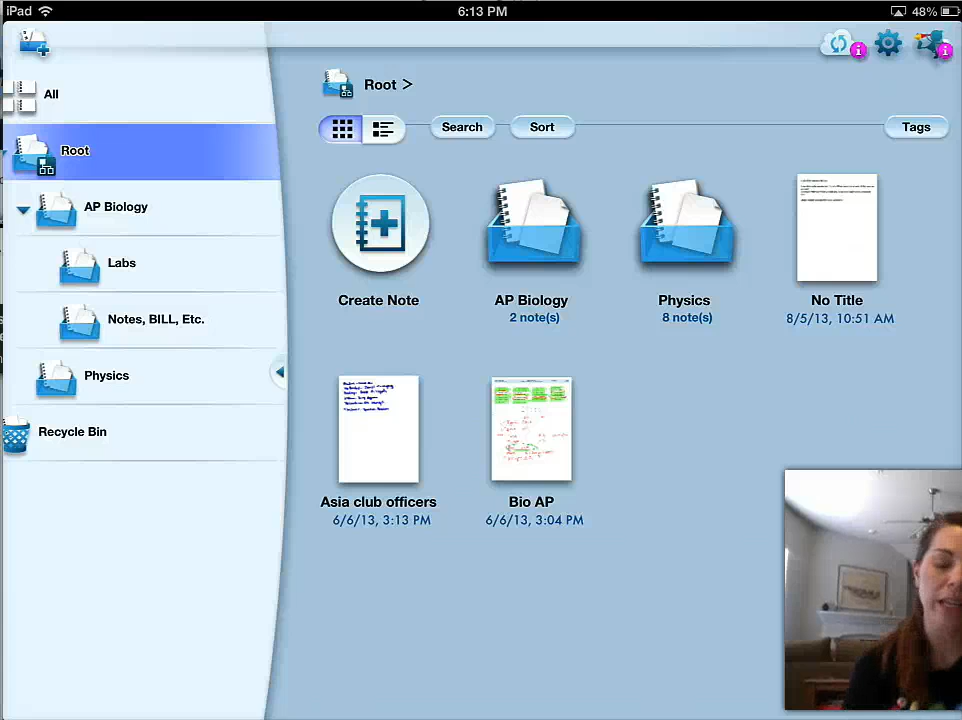 iPad 6:13 PM 48%
All
Root
AP Biology
Labs
Notes, BILL, Etc.
Physics
Recycle Bin
Root >
Search Sort Tags
Create Note AP Biology Physics No Title
2 note(s) 8 note(s) 8/5/13, 10:51 AM
Asia club officers Bio AP
6/6/13, 3:13 PM 6/6/13, 3:04 PM